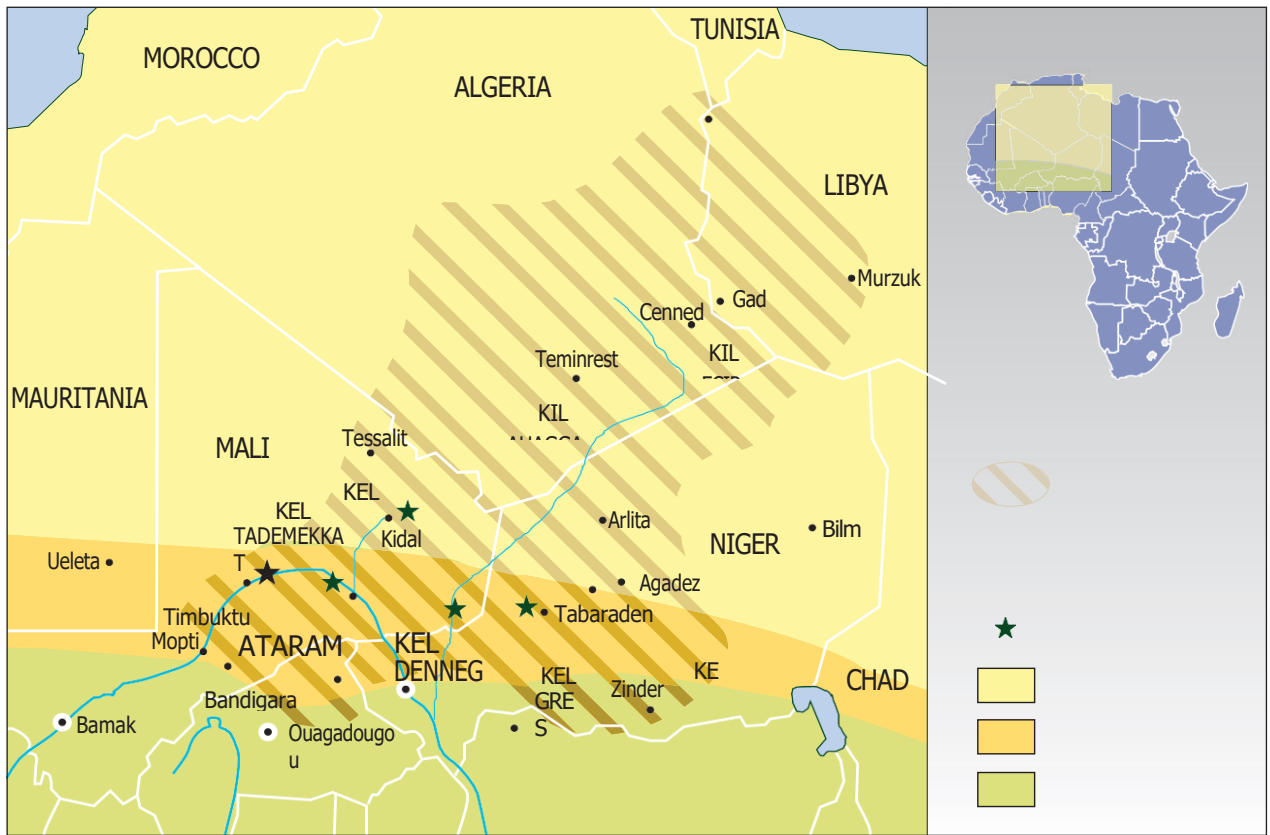 TUNISIA
MOROCCO
ALGERIA
LIBYA
Murzuk
Gad
Cenned
KIL
Teminrest
MAURITANIA
KIL
Tessalit
MALI
KEL
KEL
TADEMEKKA
Kidal
Arlita
Bilm
NIGER
Ueleta
T
Agadez
Timbuktu
Tabaraden
Mopti
ATARAM
KEL
DENNEG
KEL
GRE
S
KE
CHAD
Zinder
Bandigara
Bamak
Ouagadougo
u